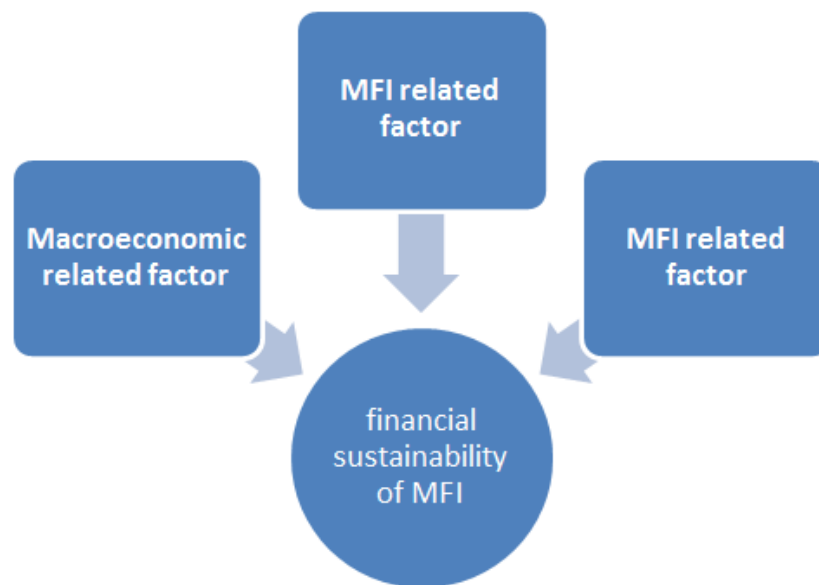 MFI related
factor
Macroeconomic
related factor
MFI related
factor
financial
sustainability
of MFI